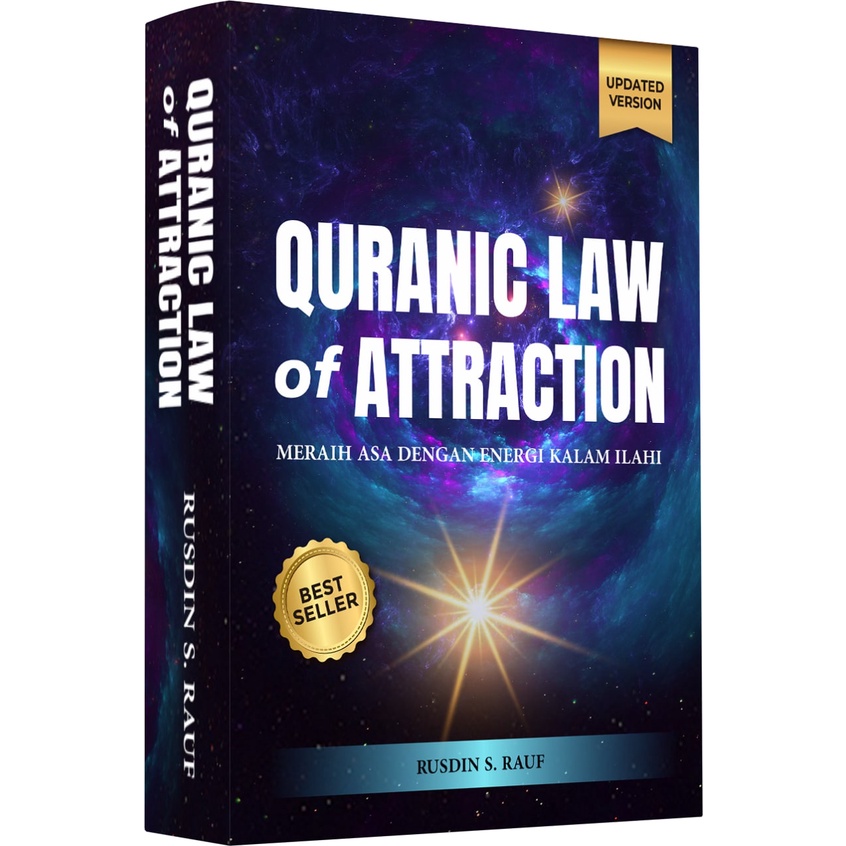 QURANIC LAW
of ATTRACTION
RUSDIN S. RAUF
UPDATED
VERSION
QURANIC LAW
of ATTRACTION
MERAIH ASA DENGAN ENERGI KALAM ILAHI
BEST
SELLER
RUSDIN S. RAUF